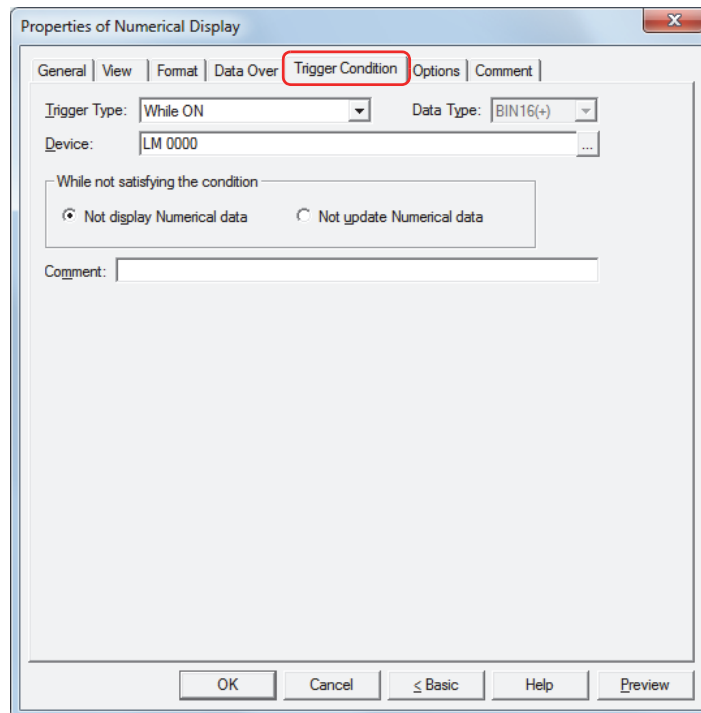 Properties of Numerical Display
General View Format Data Over Trigger Condition Options Comment
Trigger Type: While ON Data Type: BIN16(+)
Device: LM 0000 ...
While not satisfying the condition
Not display Numerical data Not update Numerical data
Comment:
OK Cancel < Basic Help Preview